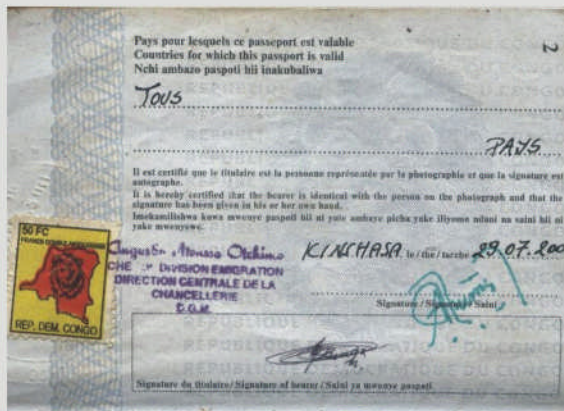 2
Pays pour lesquels ce passeport est valable
Countries for which this passport is valid
Nchi ambazo paspoti hii inakubaliwa
TOUS
PAYS
Il est certifié que le titulaire est la personne représentée par la photographie et que la signature est
autographe.
It is hereby certified that the bearer is identical with the person on the photograph and that the
signature has been given in his or her own hand.
Imekamilishwa kuwa mwenye paspoti hii ni yule ambaye picha yake iliyomo ndani na saini hii ni
yake mwenyewe.
KINSHASA le / the / tarehe 29.07.200
50 FC
REP. DEM. CONGO
DIVISION EMIGRATION
DIRECTION CENTRALE DE LA
CHANCELLERIE
D.G.M.
Signature / Signature / Saini
Signature du titulaire / Signature of bearer / Saini ya mwenye paspoti.